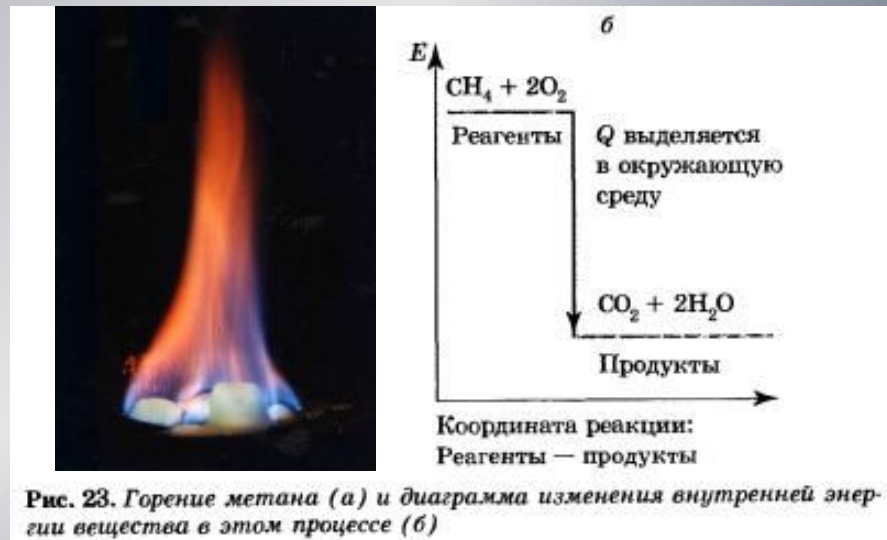 б
E
CH₄ + 2O₂
Реагенты
Q выделяется
в окружающую
среду
CO₂ + 2H₂O
Продукты
Координата реакции:
Реагенты — продукты
Рис. 23. Горение метана (а) и диаграмма изменения внутренней энер-
гии вещества в этом процессе (б)